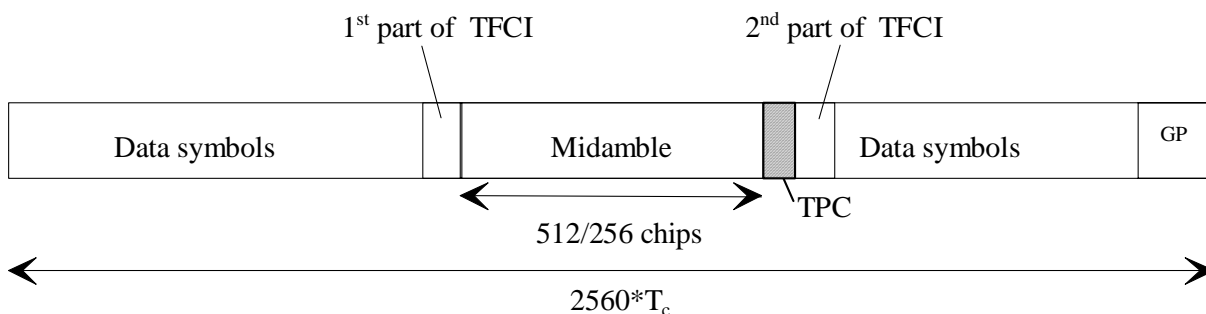 1st part of TFCI
2nd part of TFCI
Data symbols
Midamble
Data symbols
GP
TPC
512/256 chips
2560*Tc